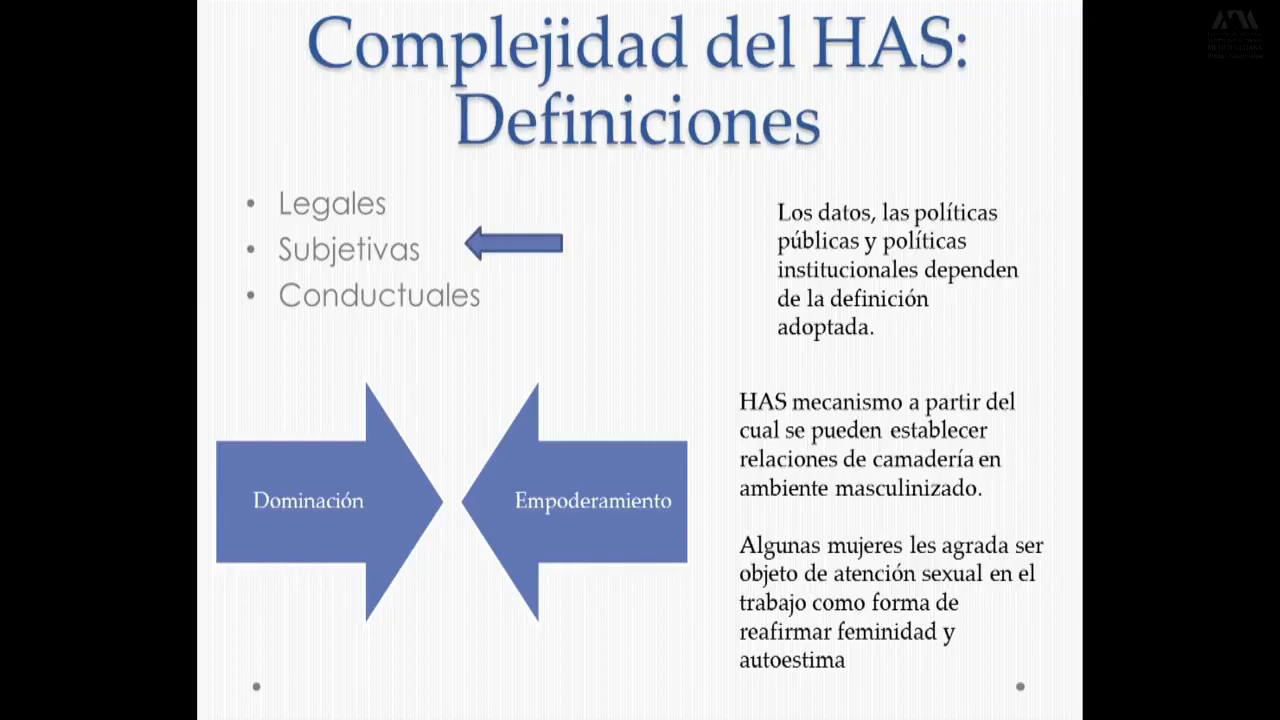 Complejidad del HAS:
Definiciones
• Legales
• Subjetivas
• Conductuales
Los datos, las políticas
públicas y políticas
institucionales dependen
de la definición
adoptada.
Dominación
Empoderamiento
HAS mecanismo a partir del
cual se pueden establecer
relaciones de camadería en
ambiente masculinizado.
Algunas mujeres les agrada ser
objeto de atención sexual en el
trabajo como forma de
reafirmar feminidad y
autoestima